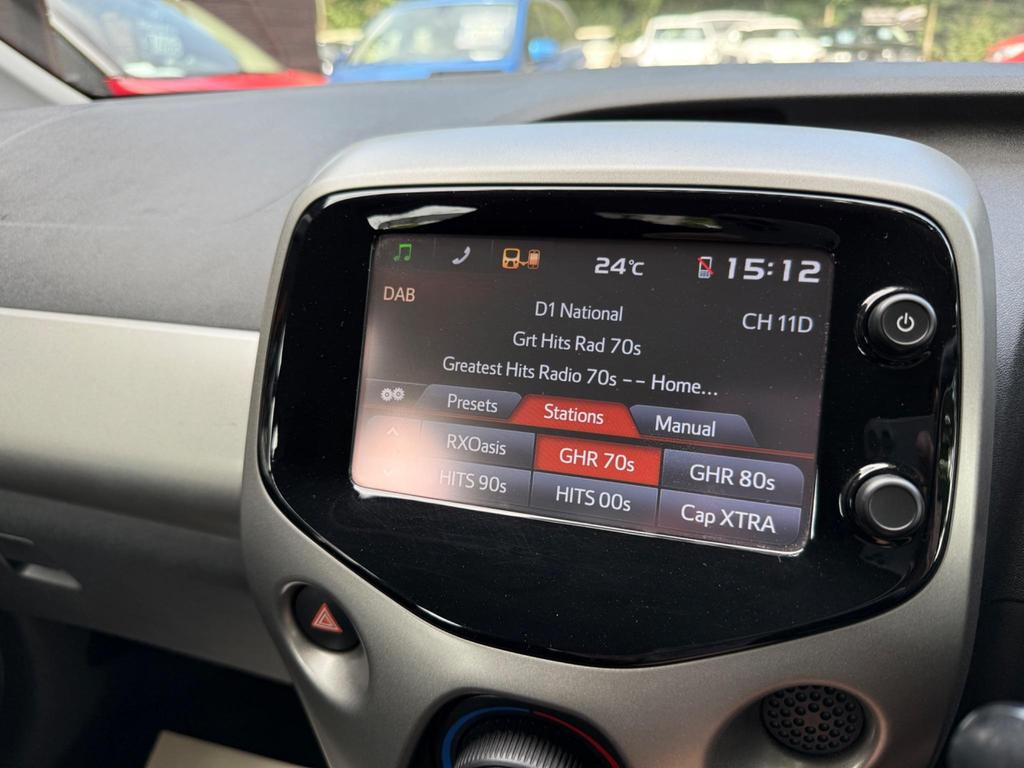 24°C 15:12
DAB
D1 National
CH 11D
Grt Hits Rad 70s
Greatest Hits Radio 70s -- Home...
Presets Stations Manual
RXOasis GHR 70s GHR 80s
HITS 90s HITS 00s Cap XTRA